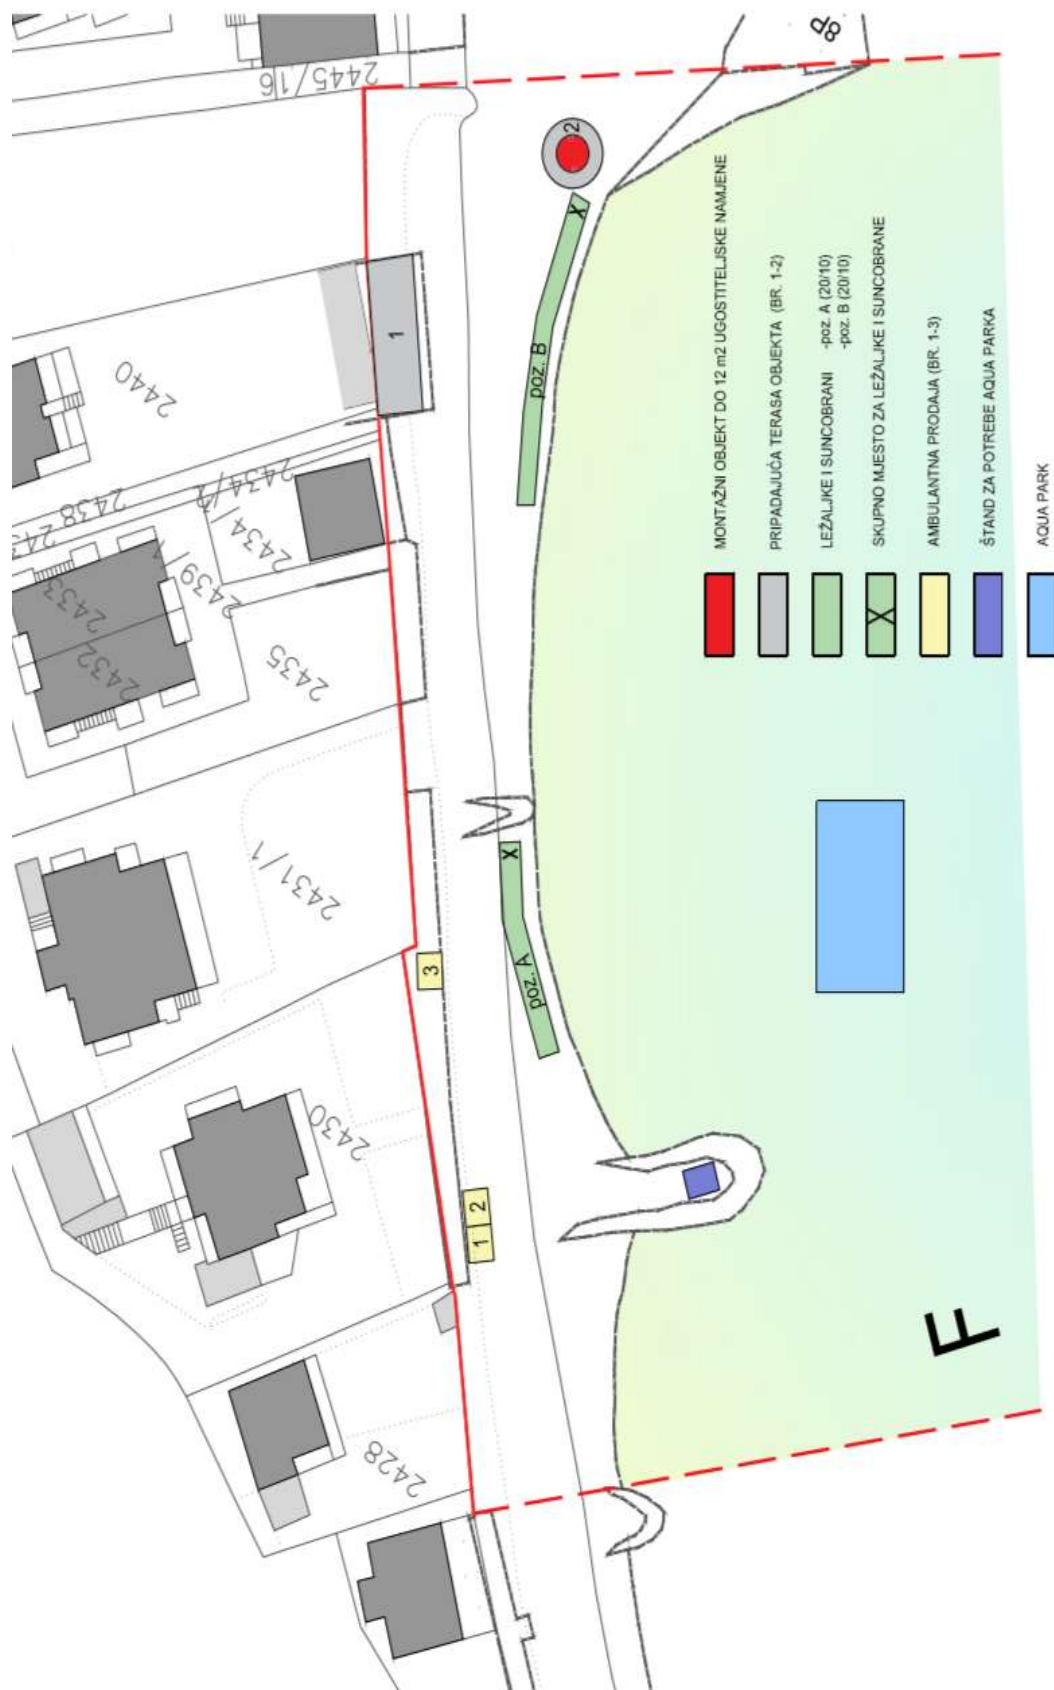 MONTAŽNI OBJEKT DO 12 m2 UGOSTITELJSKE NAMJENE
PRIPADAJUĆA TERASA OBJEKTA (BR. 1-2)
LEŽALJKE I SUNCOBRANI -poz. A (20/10)
-poz. B (20/10)
SKUPNO MJESTO ZA LEŽALJKE I SUNCOBRANE
X
AMBULANTNA PRODAJA (BR. 1-3)
ŠTAND ZA POTREBE AQUA PARKA
AQUA PARK
2428
2430
2431/1
2432
2433
2435
2438
2440
2445/16
1
2
3
poz. A
X
poz. B
X
1
2
F